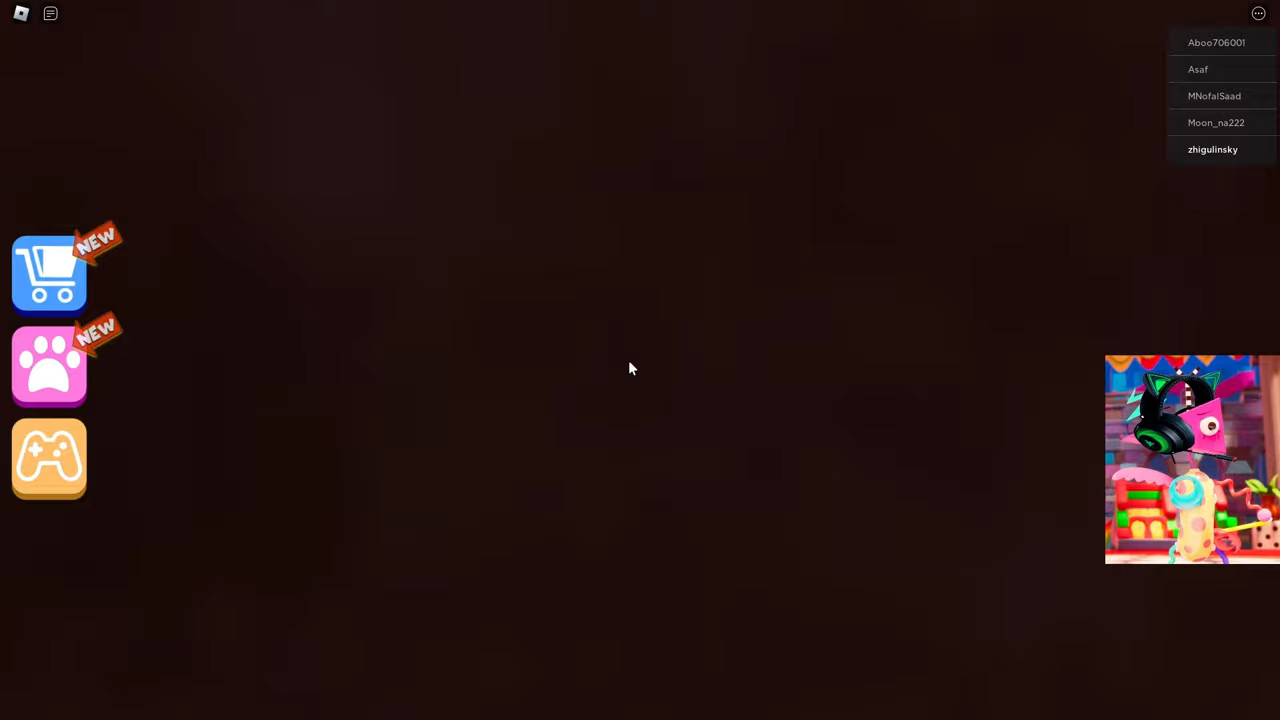 Aboo706001
Asaf
MNofalSaad
Moon_na222
zhigulinsky
NEW
NEW